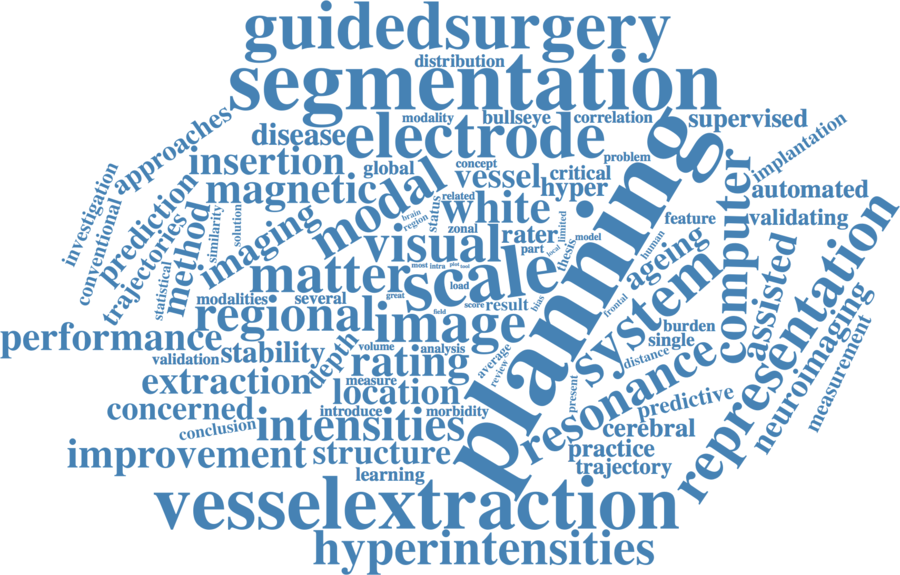 guidedsurgery
distribution
segmentation
modality
bullseye
correlation
supervised
disease
electrode
approaches
implantation
insertion
global
concept
problem
vessel
critical
automated
magnetic
modal
related
hyper
investigation
prediction
status
white
feature
validating
conventional
trajectories
method
similarity
solution
imaging
brain
region
zonal
visual
rater
limited
thesis
model
human
ageing
computer
part
local
planning
statistical
matter
most
intra
plot
load
scale
great
score
result
bias
frontal
system
assisted
representation
modalities
several
regional
field
image
performance
burden
single
neuroimaging
validation
stability
depth
volume
analysis
rating
average
review
distance
measurement
extraction
measure
location
present
resonance
predictive
concerned
introduce
morbidity
conclusion
intensities
cerebral
improvement
structure
practice
trajectory
learning
vesselextraction
hyperintensities